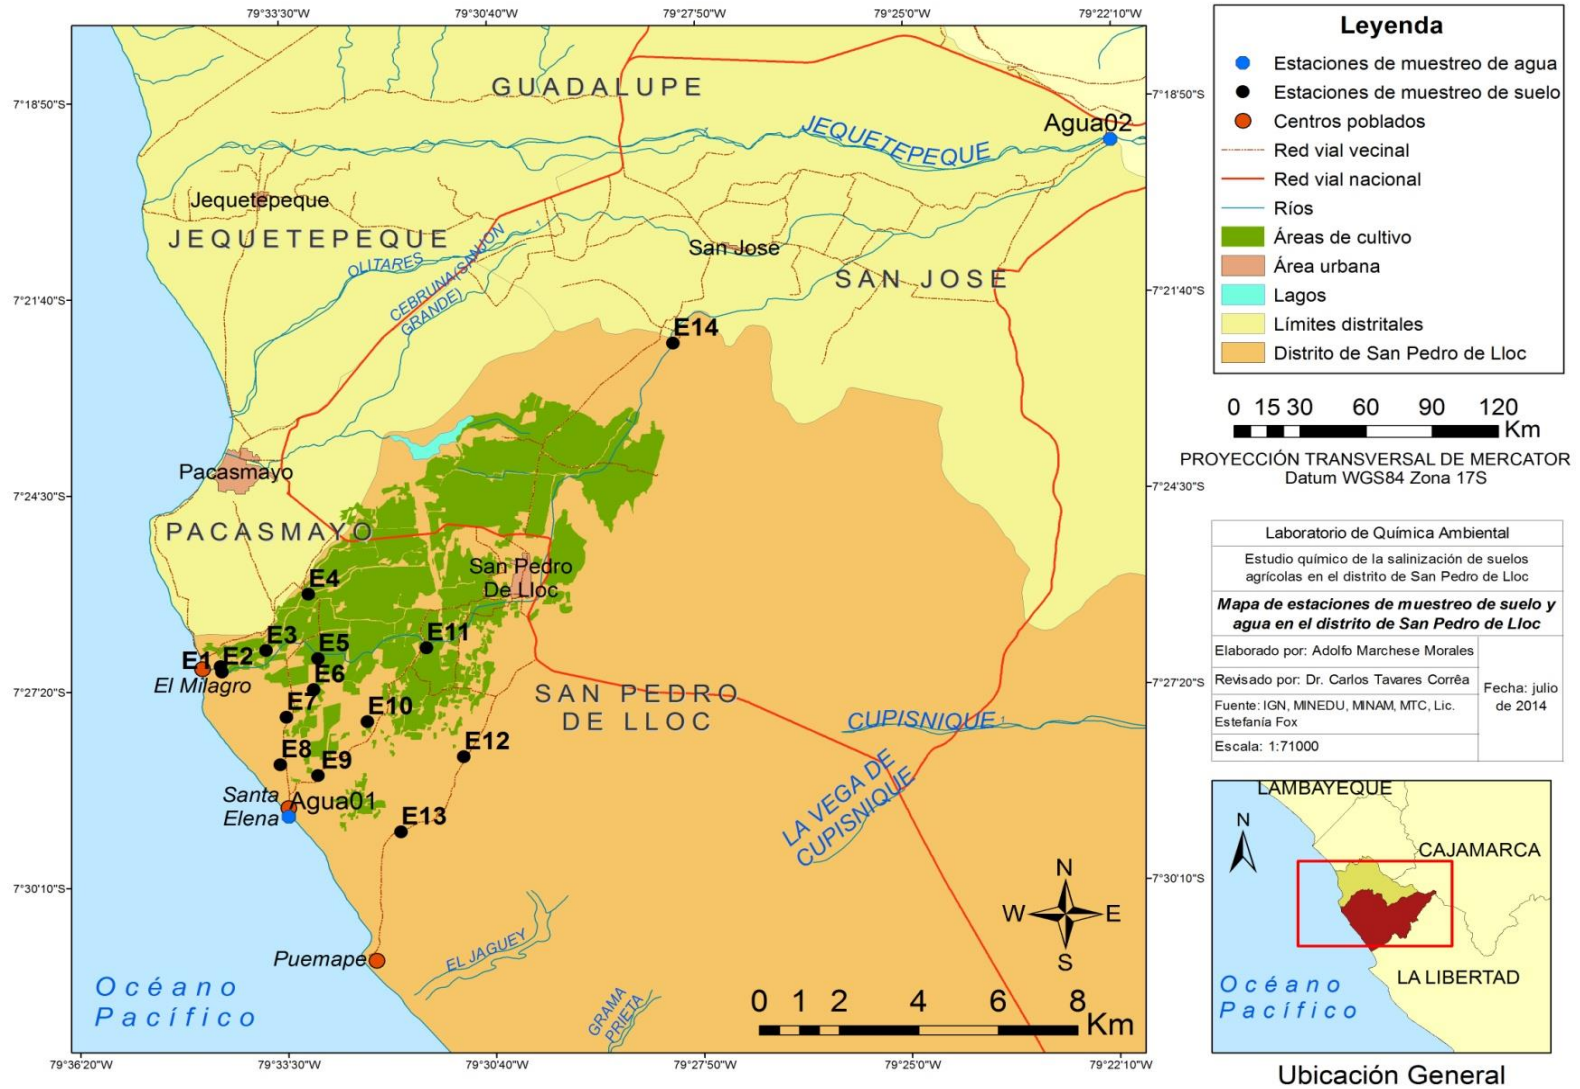 79°33'30"W
79°30'40"W
79°27'50"W
79°25'0"W
79°22'10"W
7°18'50"S
7°21'40"S
7°24'30"S
7°27'20"S
7°30'10"S
7°18'50"S
7°21'40"S
7°24'30"S
7°27'20"S
7°30'10"S
79°36'20"W
79°33'30"W
79°30'40"W
79°27'50"W
79°25'0"W
79°22'10"W
GUADALUPE
JEQUETEPEQUE
Agua02
Jequetepeque
JEQUETEPEQUE
OLITARES
CEBRUNA(SANJON
GRANDE)
1
San Jose
SAN JOSE
E14
Pacasmayo
PACASMAYO
San Pedro
De Lloc
E4
E3
E5
E11
E1
E2
El Milagro
E6
E7
E10
SAN PEDRO
DE LLOC
CUPISNIQUE
1
E8
E9
E12
Santa
Elena
Agua01
E13
LA VEGA DE
CUPISNIQUE
Puemape
EL JAGUEY
GRAMA
PRIETA
Océano
Pacífico
N
W
E
S
0 1 2 4 6 8
Km
Leyenda
Estaciones de muestreo de agua
Estaciones de muestreo de suelo
Centros poblados
Red vial vecinal
Red vial nacional
Ríos
Áreas de cultivo
Área urbana
Lagos
Límites distritales
Distrito de San Pedro de Lloc
0 15 30 60 90 120
Km
PROYECCIÓN TRANSVERSAL DE MERCATOR
Datum WGS84 Zona 17S
Laboratorio de Química Ambiental
Estudio químico de la salinización de suelos
agrícolas en el distrito de San Pedro de Lloc
Mapa de estaciones de muestreo de suelo y
agua en el distrito de San Pedro de Lloc
Elaborado por: Adolfo Marchese Morales
Revisado por: Dr. Carlos Tavares Corrêa
Fuente: IGN, MINEDU, MINAM, MTC, Lic.
Estefanía Fox
Escala: 1:71000
Fecha: julio
de 2014
LAMBAYEQUE
N
CAJAMARCA
LA LIBERTAD
Océano
Pacífico
Ubicación General